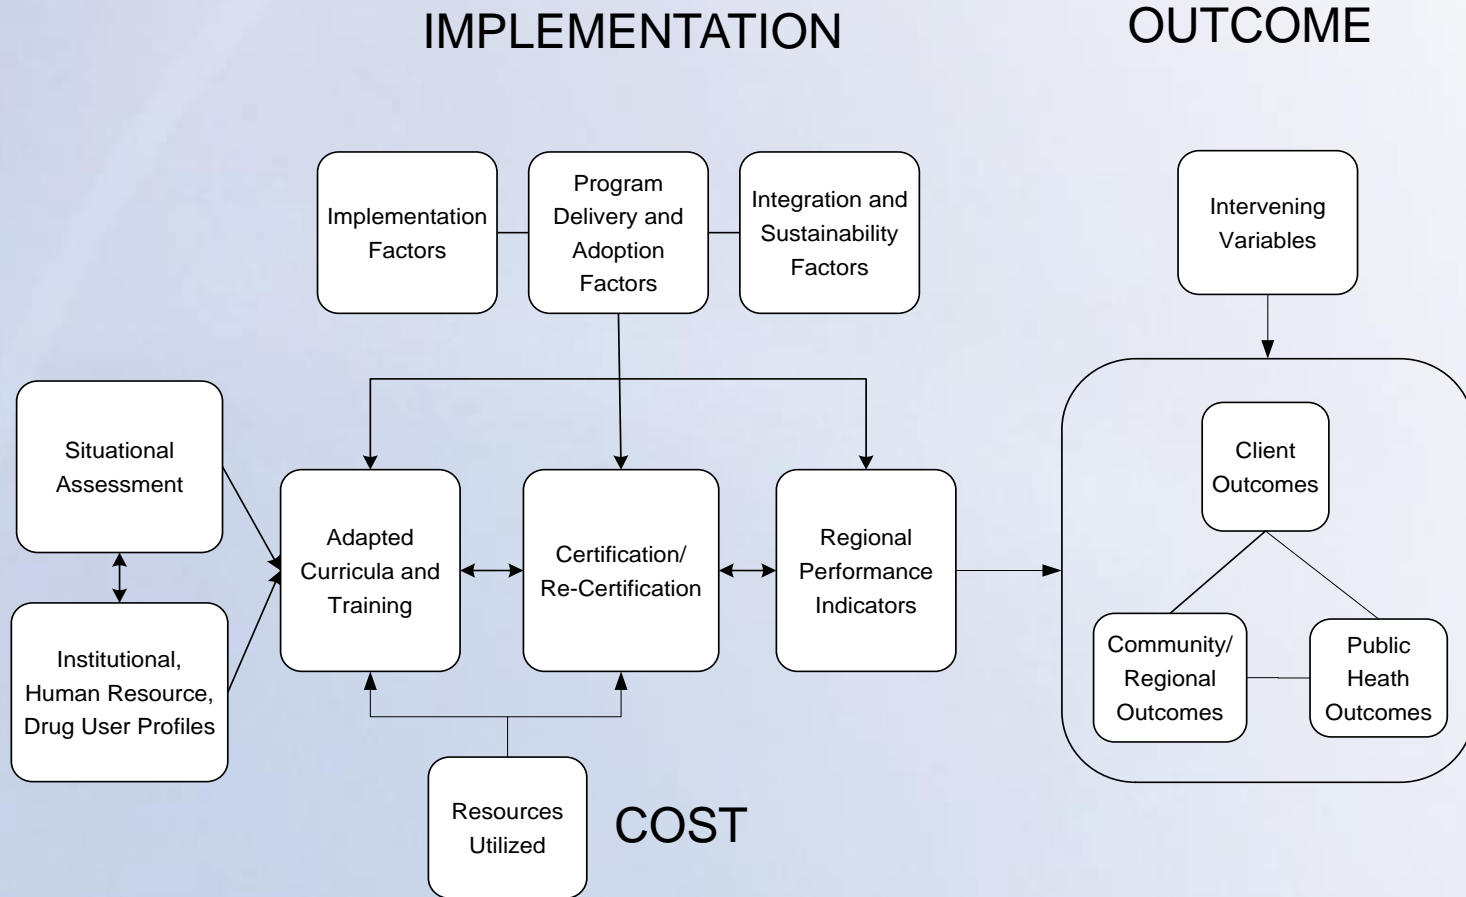 IMPLEMENTATION
OUTCOME
Implementation
Factors
Program
Delivery and
Adoption
Factors
Integration and
Sustainability
Factors
Intervening
Variables
Situational
Assessment
Institutional,
Human Resource,
Drug User Profiles
Adapted
Curricula and
Training
Certification/
Re-Certification
Regional
Performance
Indicators
Client
Outcomes
Community/
Regional
Outcomes
Public
Heath
Outcomes
Resources
Utilized
COST